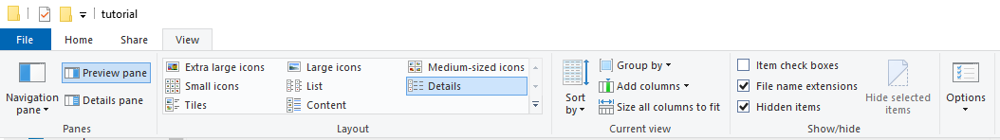 tutorial
File Home Share View
Navigation pane
Preview pane
Details pane
Panes
Extra large icons Large icons Medium-sized icons
Small icons List Details
Tiles Content
Layout
Sort by
Group by
Add columns
Size all columns to fit
Current view
Item check boxes
File name extensions
Hidden items
Hide selected items
Show/hide
Options